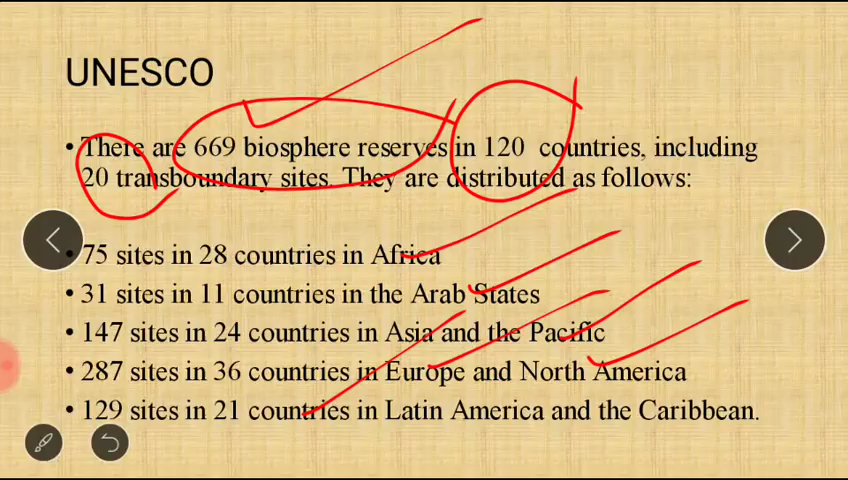 UNESCO
• There are 669 biosphere reserves in 120 countries, including
20 transboundary sites. They are distributed as follows:
• 75 sites in 28 countries in Africa
• 31 sites in 11 countries in the Arab States
• 147 sites in 24 countries in Asia and the Pacific
• 287 sites in 36 countries in Europe and North America
• 129 sites in 21 countries in Latin America and the Caribbean.